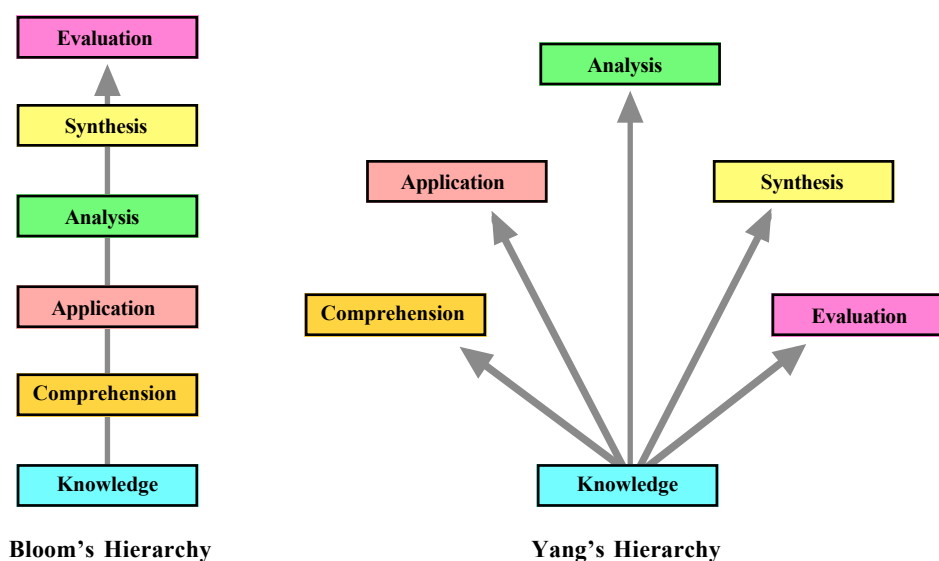 Evaluation
Synthesis
Analysis
Application
Comprehension
Knowledge
Bloom's Hierarchy
Analysis
Application
Synthesis
Comprehension
Evaluation
Knowledge
Yang's Hierarchy